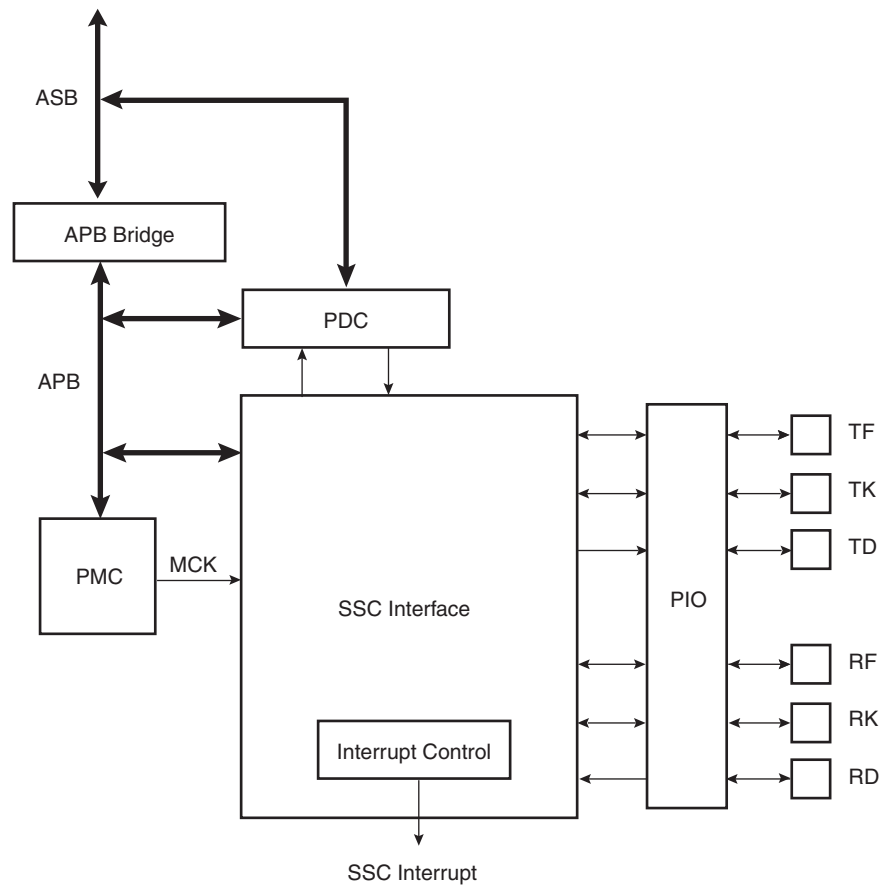 ASB
APB Bridge
PDC
APB
TF
TK
MCK
TD
PMC
PIO
SSC Interface
RF
RK
Interrupt Control
RD
SSC Interrupt